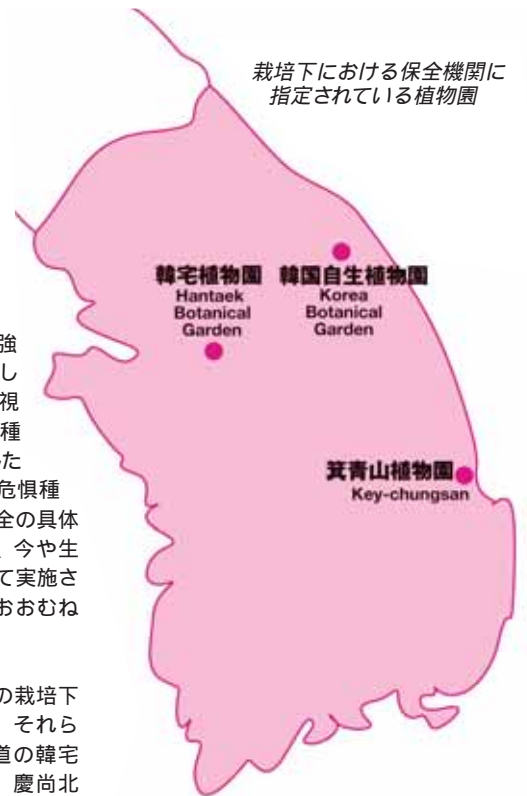 栽培下における保全機関に
指定されている植物園
韓宅植物園
Hantaek
Botanical
Garden
韓国自生植物園
Korea
Botanical
Garden
箕青山植物園
Key-chungsan
強
し
視
種
た
危惧種
全の具体
、今や生
て実施さ
おおむね
の栽培下
。それら
道の韓宅
、慶尚北